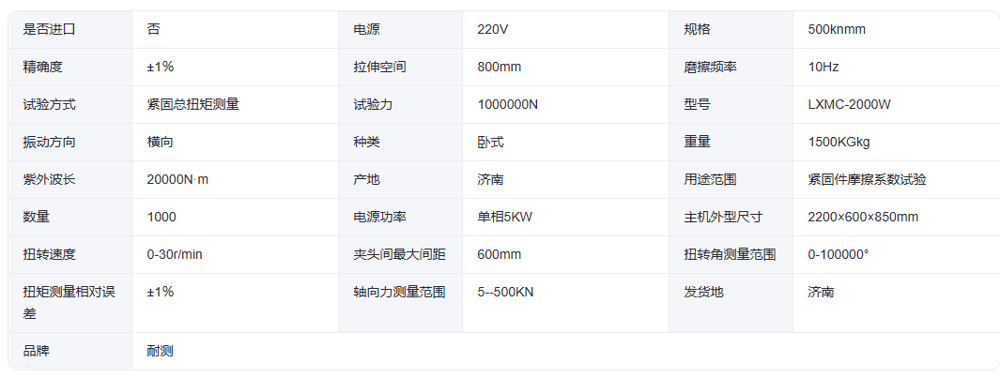 是否进口 否 电源 220V 规格 500knmm
精确度 ±1% 拉伸空间 800mm 磨擦频率 10Hz
试验方式 紧固总扭矩测量 试验力 1000000N 型号 LXMC-2000W
振动方向 横向 种类 卧式 重量 1500KGkg
紫外波长 20000N·m 产地 济南 用途范围 紧固件摩擦系数试验
数量 1000 电源功率 单相5KW 主机外型尺寸 2200×600×850mm
扭转速度 0-30r/min 夹头间最大间距 600mm 扭转角测量范围 0-100000°
扭矩测量相对误 ±1% 轴向力测量范围 5--500KN 发货地 济南
差
品牌 耐测